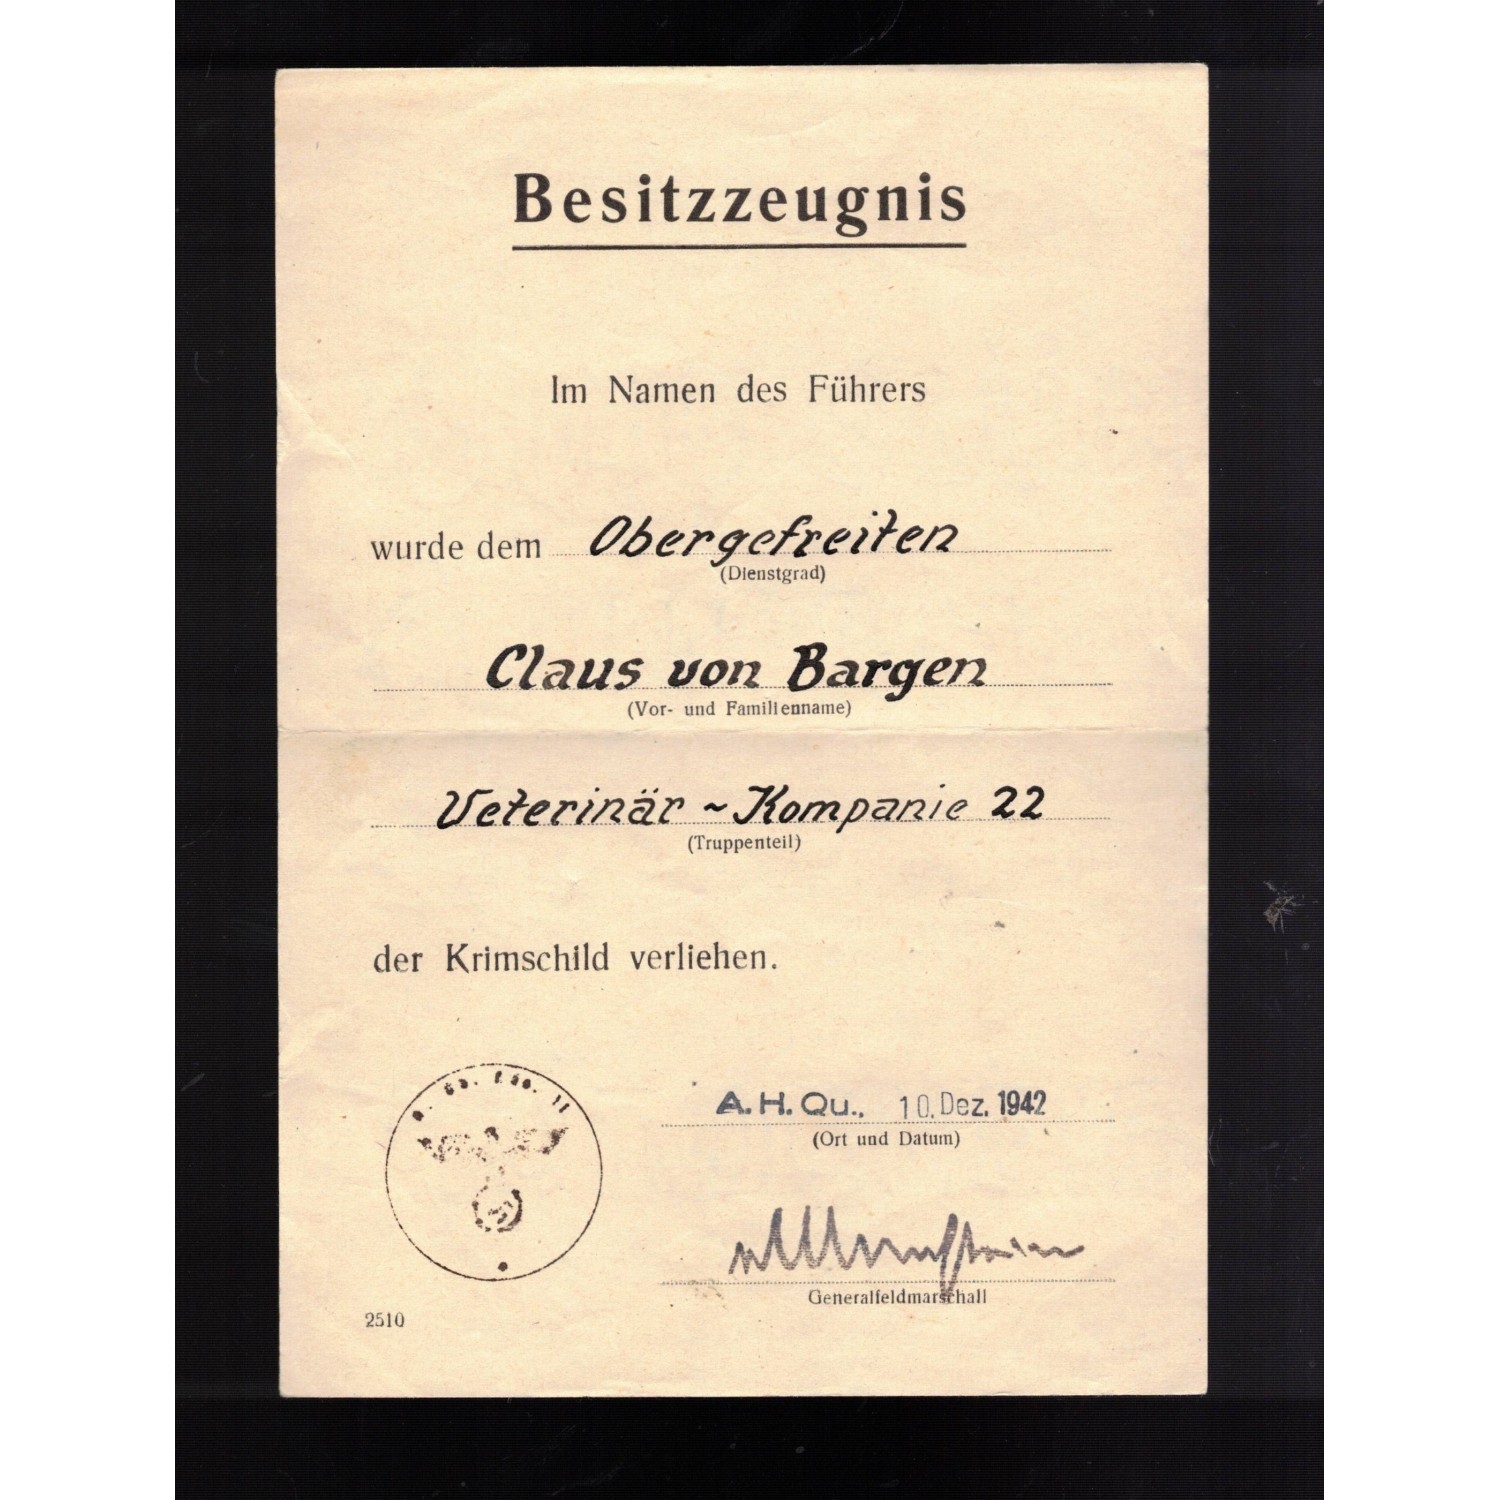 Besitzzeugnis
Im Namen des Führers
wurde dem Obergefreiten
(Dienstgrad)
Claus von Bargen
(Vor- und Familienname)
Veterinär ~ Kompanie 22
(Truppenteil)
der Krimschild verliehen.
A.H.Qu., 10. Dez. 1942
(Ort und Datum)
Generalfeldmarschall
2510